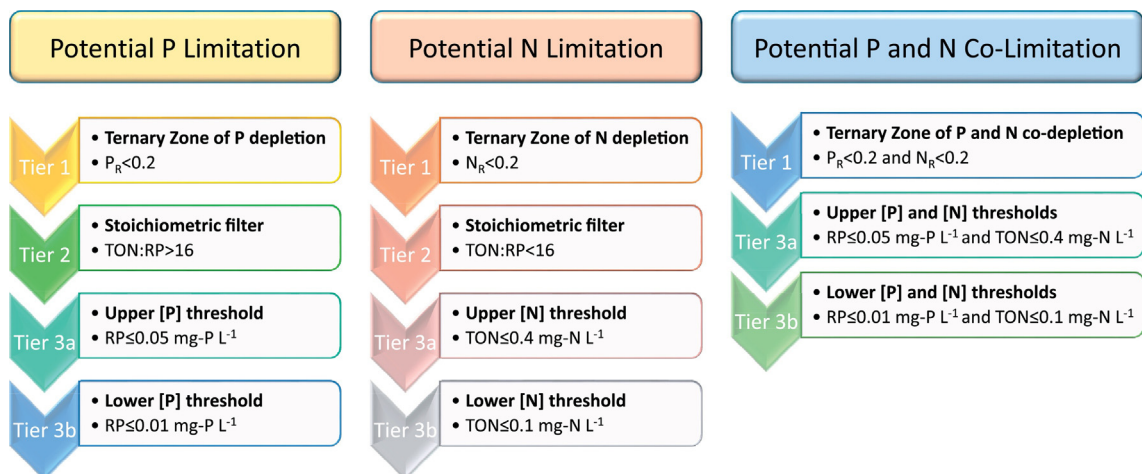 Potential P Limitation
Tier 1
• Ternary Zone of P depletion
• P_R<0.2
Tier 2
• Stoichiometric filter
• TON:RP>16
Tier 3a
• Upper [P] threshold
• RP≤0.05 mg-P L⁻¹
Tier 3b
• Lower [P] threshold
• RP≤0.01 mg-P L⁻¹
Potential N Limitation
Tier 1
• Ternary Zone of N depletion
• N_R<0.2
Tier 2
• Stoichiometric filter
• TON:RP<16
Tier 3a
• Upper [N] threshold
• TON≤0.4 mg-N L⁻¹
Tier 3b
• Lower [N] threshold
• TON≤0.1 mg-N L⁻¹
Potential P and N Co-Limitation
Tier 1
• Ternary Zone of P and N co-depletion
• P_R<0.2 and N_R<0.2
Tier 3a
• Upper [P] and [N] thresholds
• RP≤0.05 mg-P L⁻¹ and TON≤0.4 mg-N L⁻¹
Tier 3b
• Lower [P] and [N] thresholds
• RP≤0.01 mg-P L⁻¹ and TON≤0.1 mg-N L⁻¹